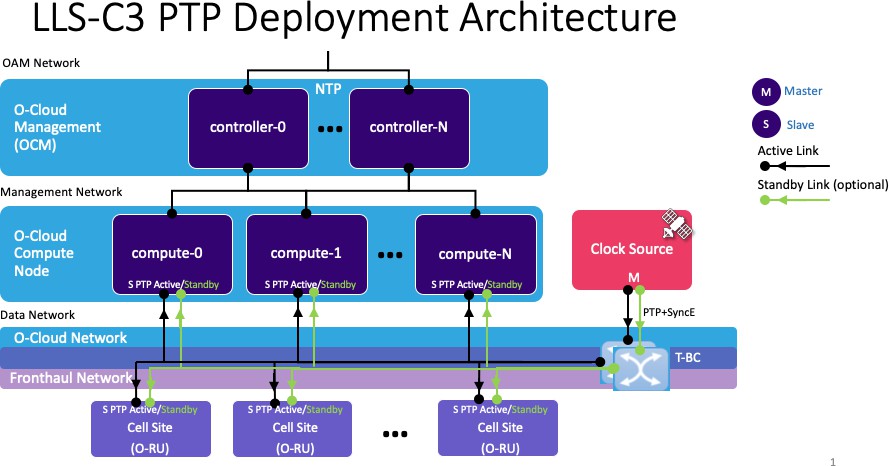 LLS-C3 PTP Deployment Architecture
OAM Network
NTP
O-Cloud
Management
(OCM)
controller-0
•••
controller-N
M
Master
S
Slave
Active Link
Standby Link (optional)
Management Network
O-Cloud
Compute
Node
compute-0
S PTP Active/Standby
compute-1
S PTP Active/Standby
•••
compute-N
S PTP Active/Standby
Clock Source
M
PTP+SyncE
Data Network
O-Cloud Network
T-BC
Fronthaul Network
S PTP Active/Standby
Cell Site
(O-RU)
S PTP Active/Standby
Cell Site
(O-RU)
•••
S PTP Active/Standby
Cell Site
(O-RU)
1